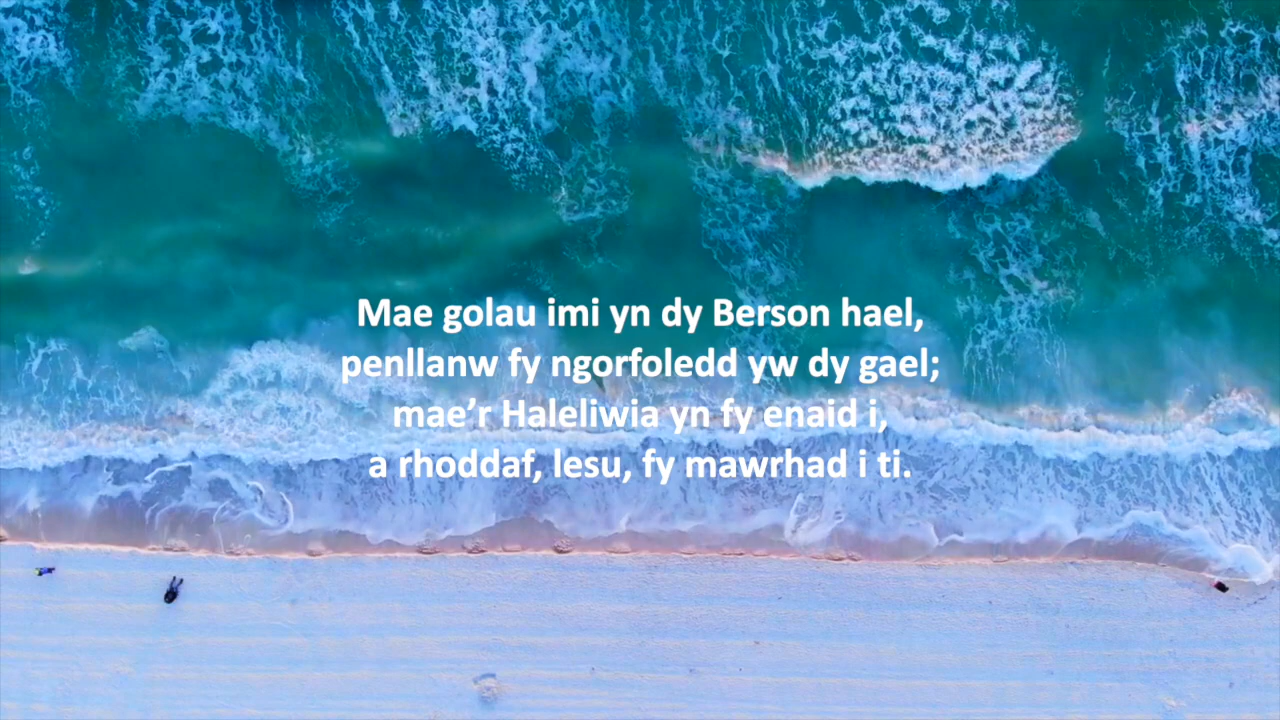 Mae golau imi yn dy Berson hael,
penllanw fy ngorfoledd yw dy gael;
mae’r Haleliwia yn fy enaid i,
a rhoddaf, Iesu, fy mawrhad i ti.